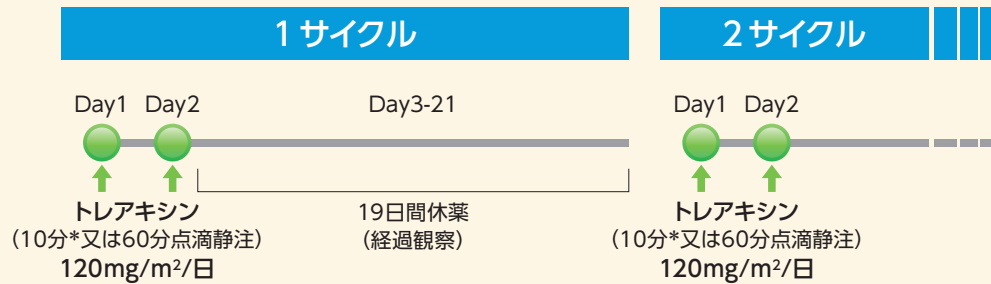 1サイクル
2サイクル
Day1 Day2 Day3-21
Day1 Day2
トレアキシン
(10分*又は60分点滴静注)
120mg/m²/日
19日間休薬
(経過観察)
トレアキシン
(10分*又は60分点滴静注)
120mg/m²/日